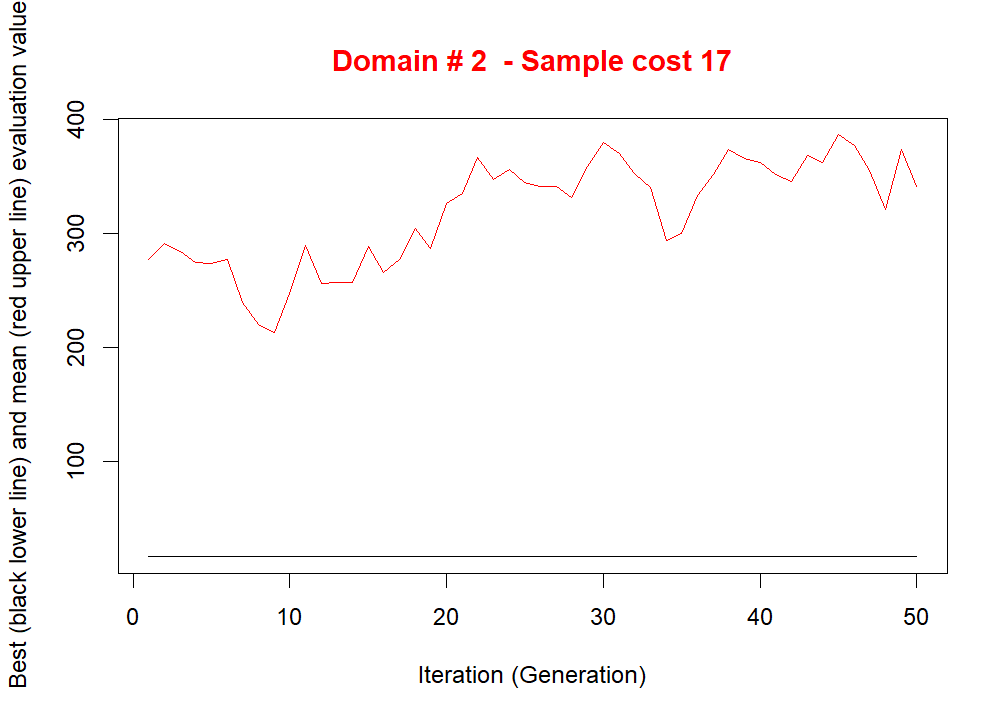 Domain # 2  - Sample cost 17
Best (black lower line) and mean (red upper line) evaluation value
400
300
200
100
0 10 20 30 40 50
Iteration (Generation)